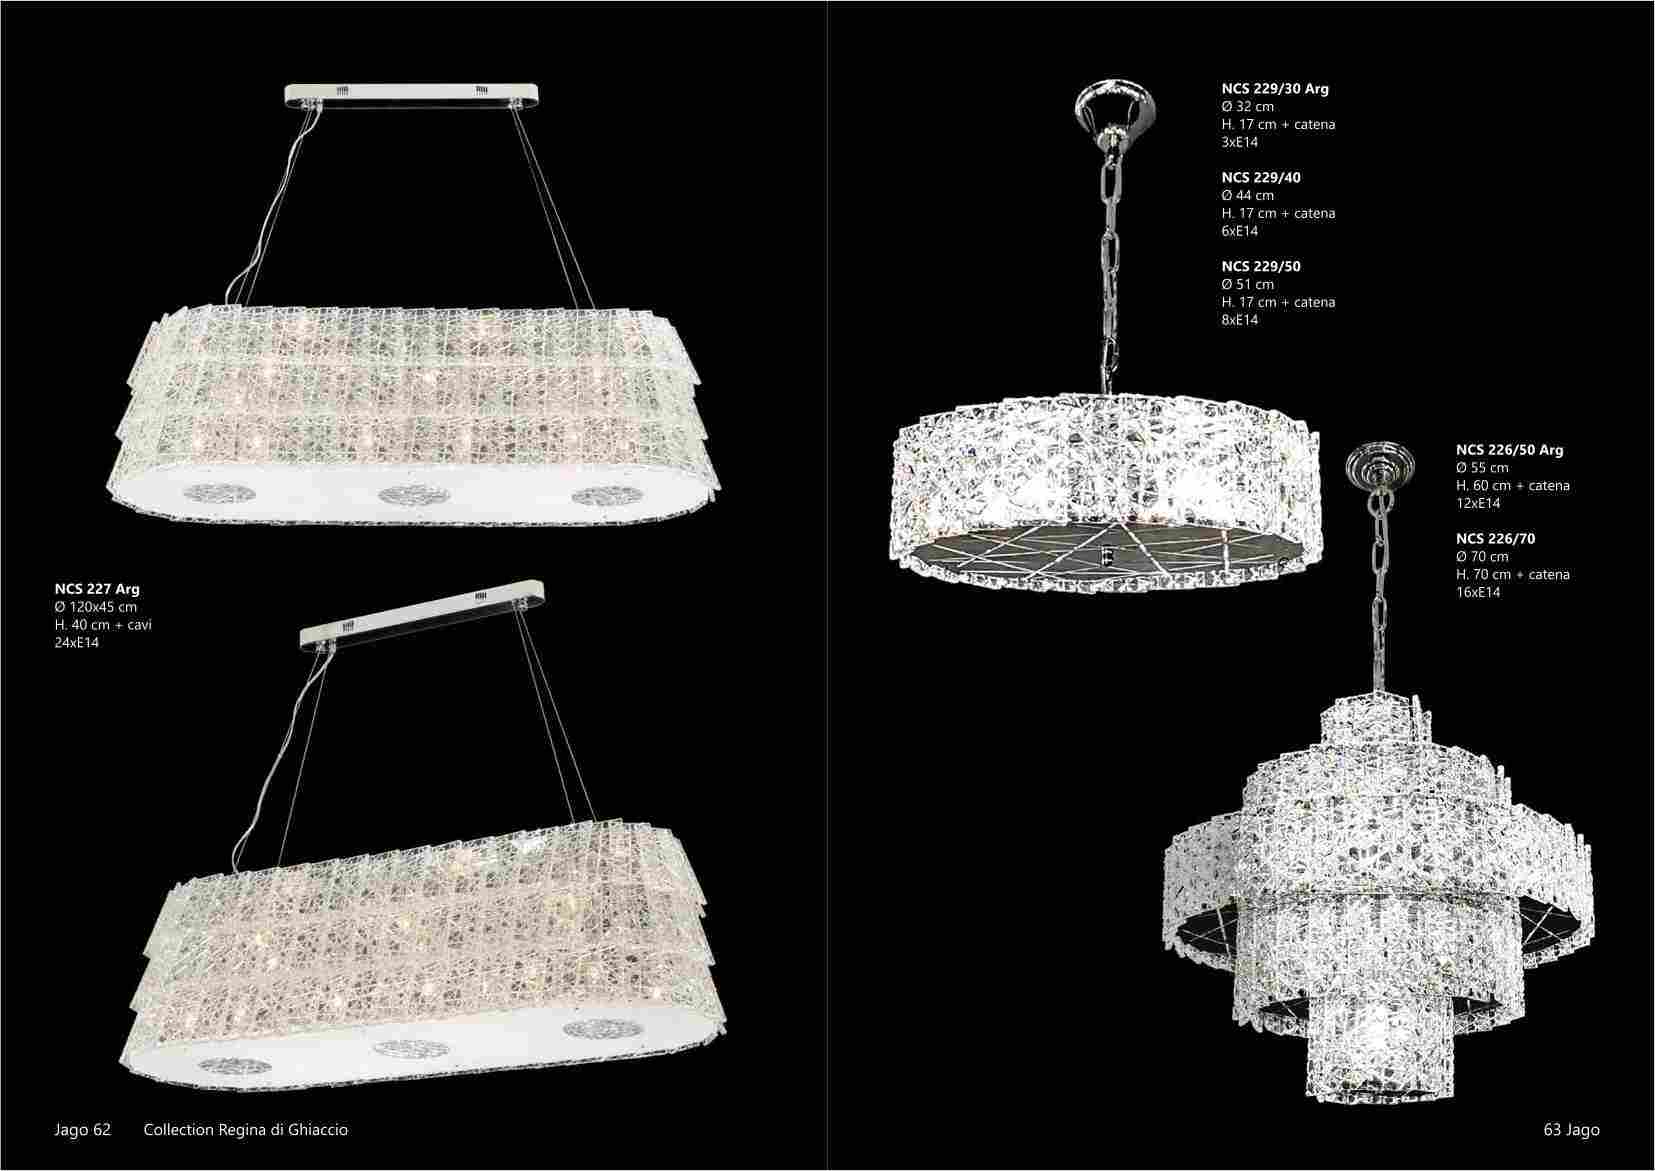 NCS 227 Arg
Ø 120x45 cm
H. 40 cm + cavi
24xE14
Jago 62
Collection Regina di Ghiaccio
NCS 229/30 Arg
Ø 32 cm
H. 17 cm + catena
3xE14
NCS 229/40
Ø 44 cm
H. 17 cm + catena
6xE14
NCS 229/50
Ø 51 cm
H. 17 cm + catena
8xE14
NCS 226/50 Arg
Ø 55 cm
H. 60 cm + catena
12xE14
NCS 226/70
Ø 70 cm
H. 70 cm + catena
16xE14
63 Jago